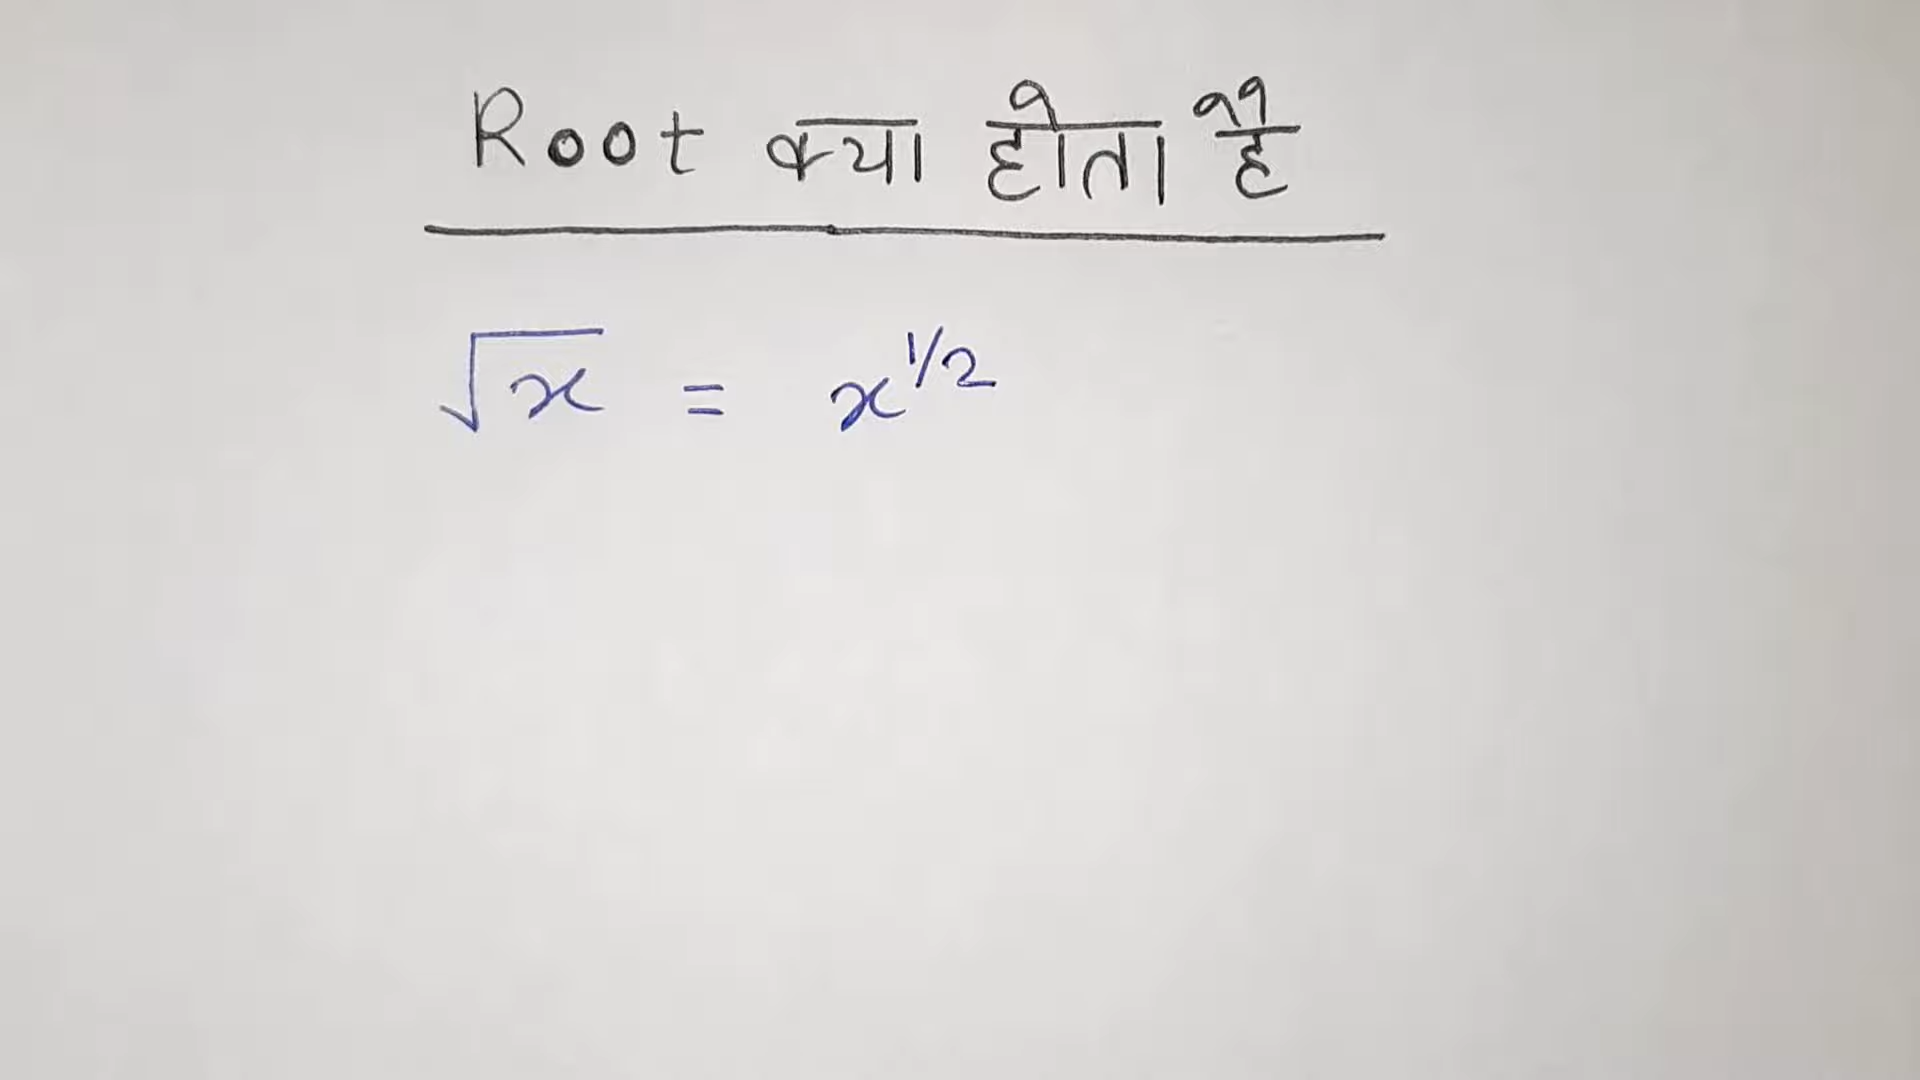 Root क्या होता है
√x = x^1/2